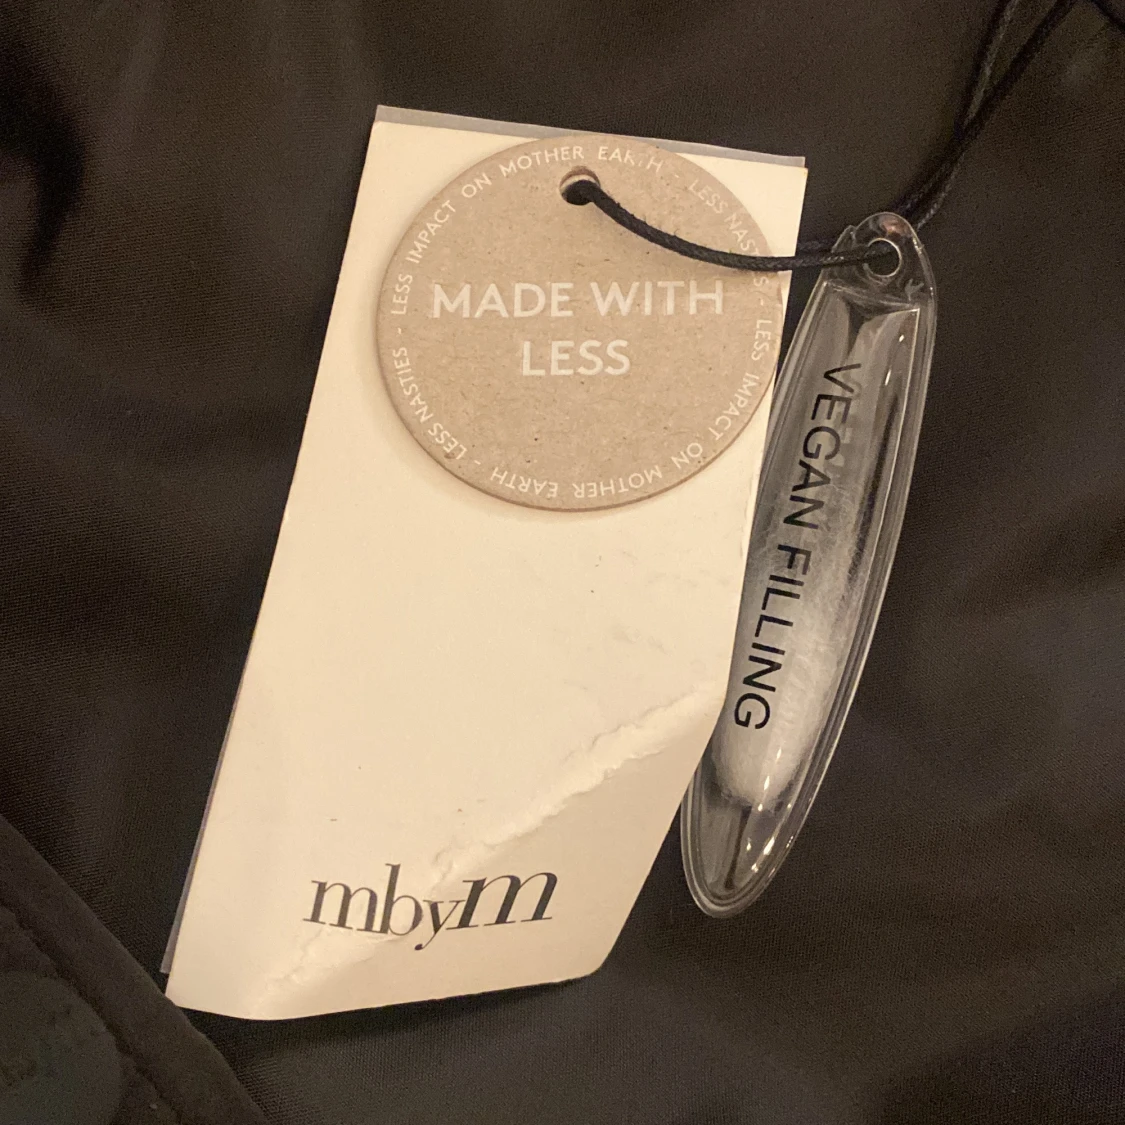 LESS IMPACT ON MOTHER EARTH - LESS NASTIES - LESS IMPACT ON MOTHER EARTH - LESS NASTIES -
MADE WITH
LESS
VEGAN FILLING
mbym